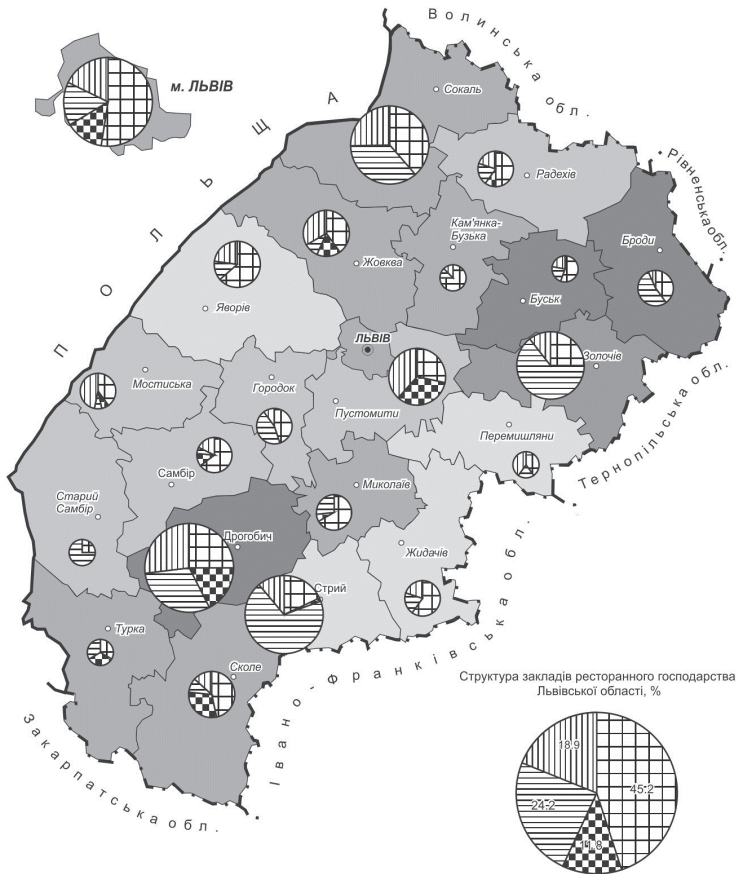 Волинська обл.
м. ЛЬВІВ
ПОЛЬЩА
Сокаль
Радехів
Рівненська обл.
Кам'янка-
Бузька
Броди
Жовква
Буськ
Яворів
ЛЬВІВ
Золочів
Мостиська
Городок
Пустомити
Перемишляни
Тернопільська обл.
Самбір
Миколаїв
Старий
Самбір
Дрогобич
Жидачів
Стрий
Турка
Сколе
Івано-Франківська обл.
Закарпатська обл.
Структура закладів ресторанного господарства
Львівської області, %
18.9
45.2
24.2
11.8